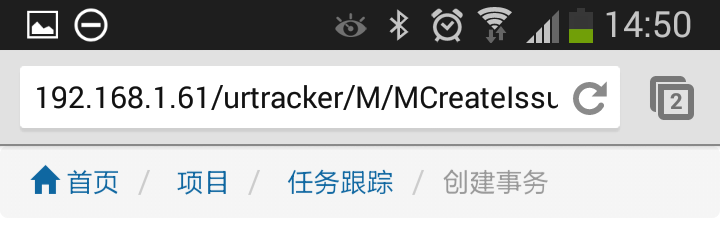 14:50
192.168.1.61/urtracker/M/MCreateIssu
2
首页 / 项目 / 任务跟踪 / 创建事务